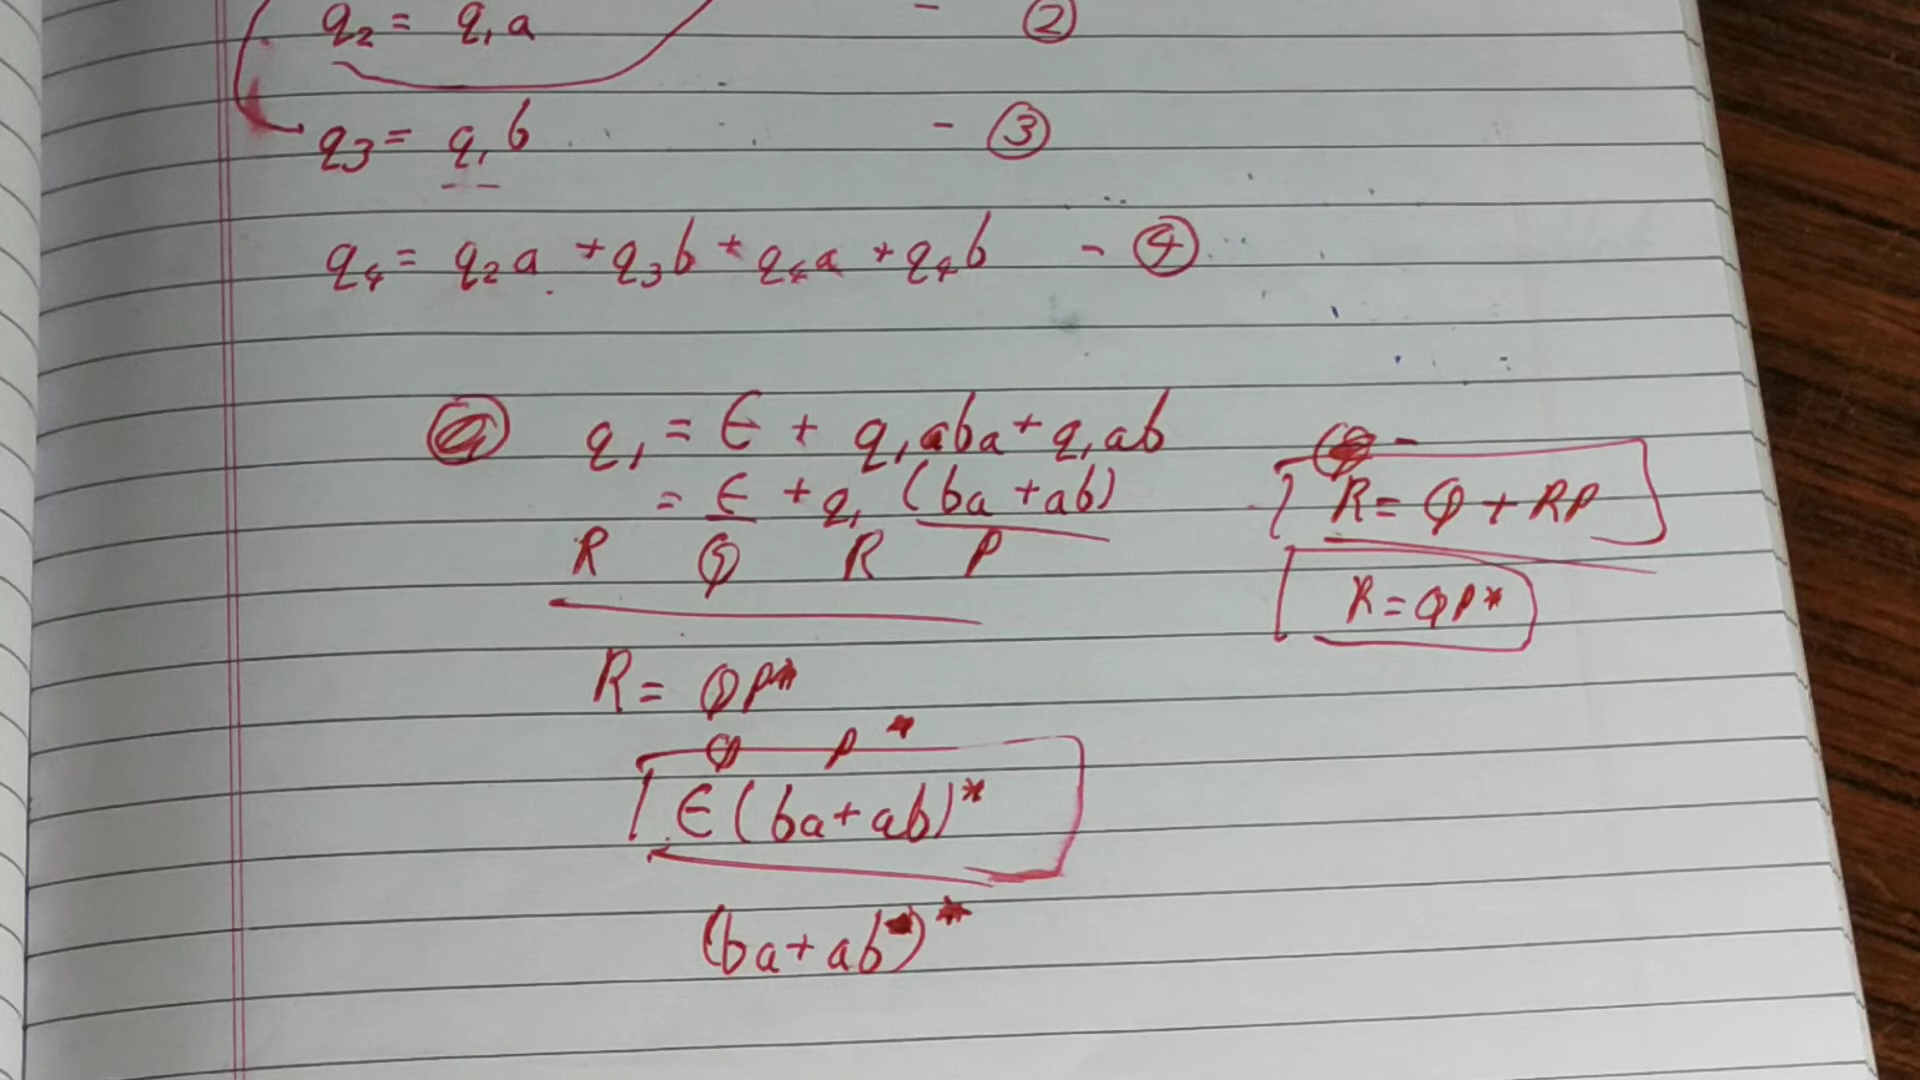 q₂ = q₁a - ②
q₃ = q₁b - ③
q₄ = q₂a + q₃b + q₄a + q₄b - ④
q₁ = ϵ + q₁aba + q₁ab
= ϵ + q₁ (ba + ab)
R Q R P
R = Q + RP
R = QP*
R = QP*
Q P *
ϵ(ba + ab)*
(ba + ab)*